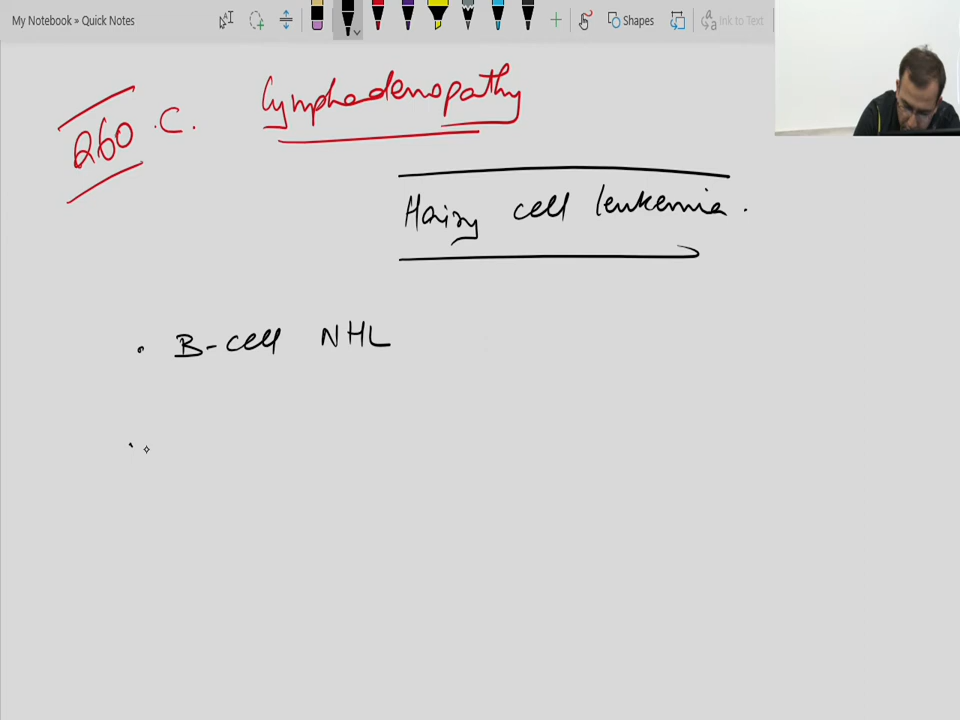 My Notebook » Quick Notes
Shapes
Ink to Text
260 .C. Lymphadenopathy
Hairy cell leukemia.
• B-cell NHL